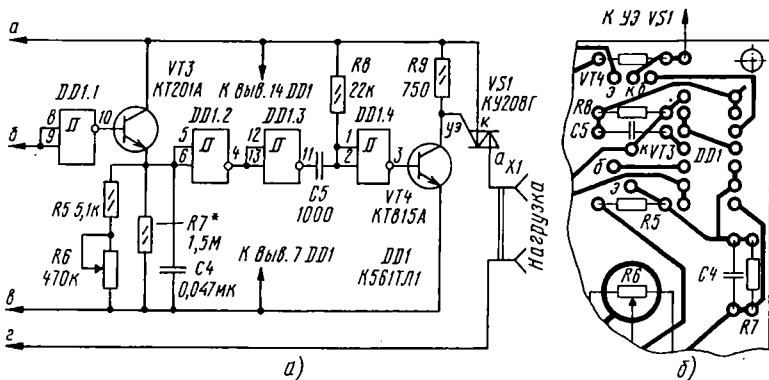 а
VT3
КТ201А
DD1.1
8
9
10
К Выв. 14 DD1
R8
22к
R9
750
VS1
КУ208Г
уэ
к
а
X1
Нагрузка
б
DD1.2
5
6
4
DD1.3
12
13
11
DD1.4
1
2
3
C5
1000
VT4
КТ815А
R5 5,1к
R6
470к
R7*
1,5М
C4
0,047мк
К Выв. 7 DD1
DD1
К561ТЛ1
в
г
а)
К УЭ VS1
VT4
э
к
б
R8
C5
к
VT3
DD1
б
э
R5
R6
C4
R7
б)